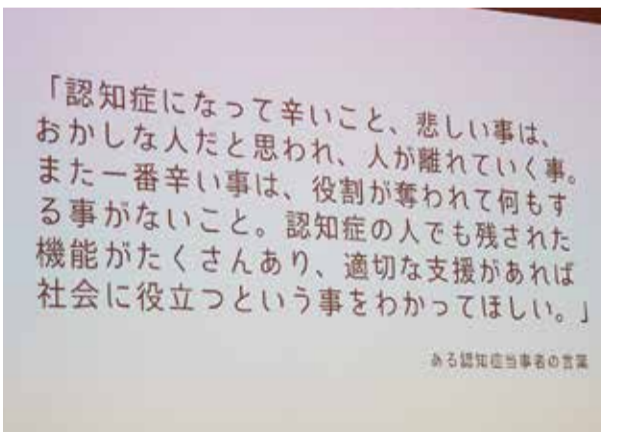 「認知症になって辛いこと、悲しい事は、
おかしな人だと思われ、人が離れていく事。
また一番辛い事は、役割が奪われて何もす
る事がないこと。認知症の人でも残された
機能がたくさんあり、適切な支援があれば
社会に役立つという事をわかってほしい。」
ある認知症当事者の言葉